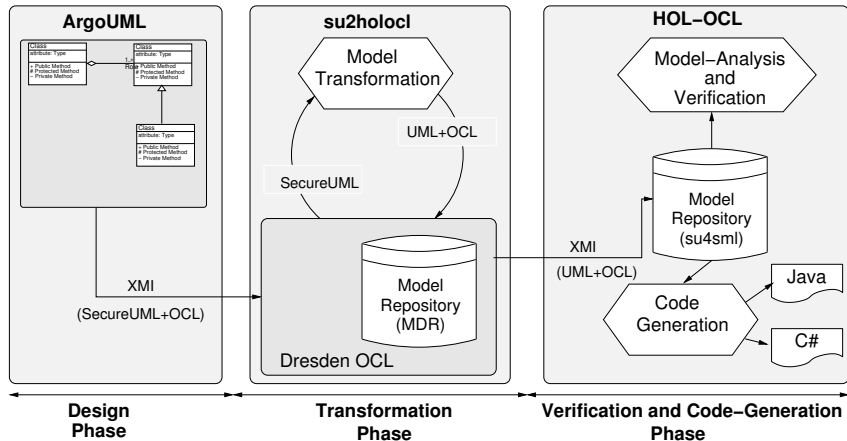 ArgoUML
Class
attribute: Type
+ Public Method
# Protected Method
− Private Method
1..*
Role
Class
attribute: Type
+ Public Method
# Protected Method
− Private Method
Class
attribute: Type
+ Public Method
# Protected Method
− Private Method
XMI
(SecureUML+OCL)
su2holocl
Model
Transformation
UML+OCL
SecureUML
Model
Repository
(MDR)
Dresden OCL
XMI
(UML+OCL)
HOL−OCL
Model−Analysis
and
Verification
Model
Repository
(su4sml)
Code
Generation
Java
C#
Design
Phase
Transformation
Phase
Verification and Code−Generation
Phase